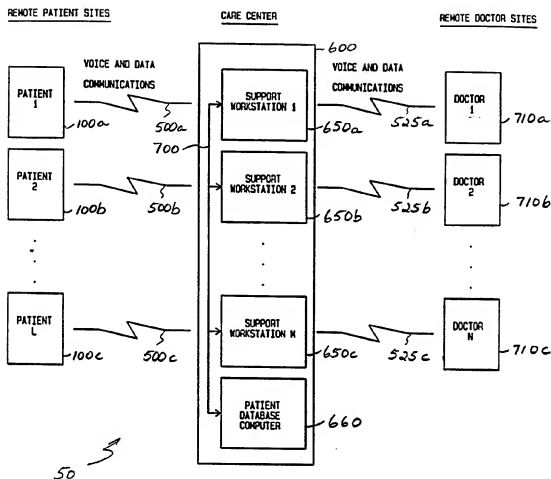 REMOTE PATIENT SITES
CARE CENTER
REMOTE DOCTOR SITES
600
VOICE AND DATA
COMMUNICATIONS
VOICE AND DATA
COMMUNICATIONS
PATIENT
1
100a
500a
700
SUPPORT
WORKSTATION 1
650a
525a
DOCTOR
1
710a
PATIENT
2
100b
500b
SUPPORT
WORKSTATION 2
650b
525b
DOCTOR
2
710b
PATIENT
L
100c
500c
SUPPORT
WORKSTATION M
650c
525c
DOCTOR
N
710c
PATIENT
DATABASE
COMPUTER
660
50